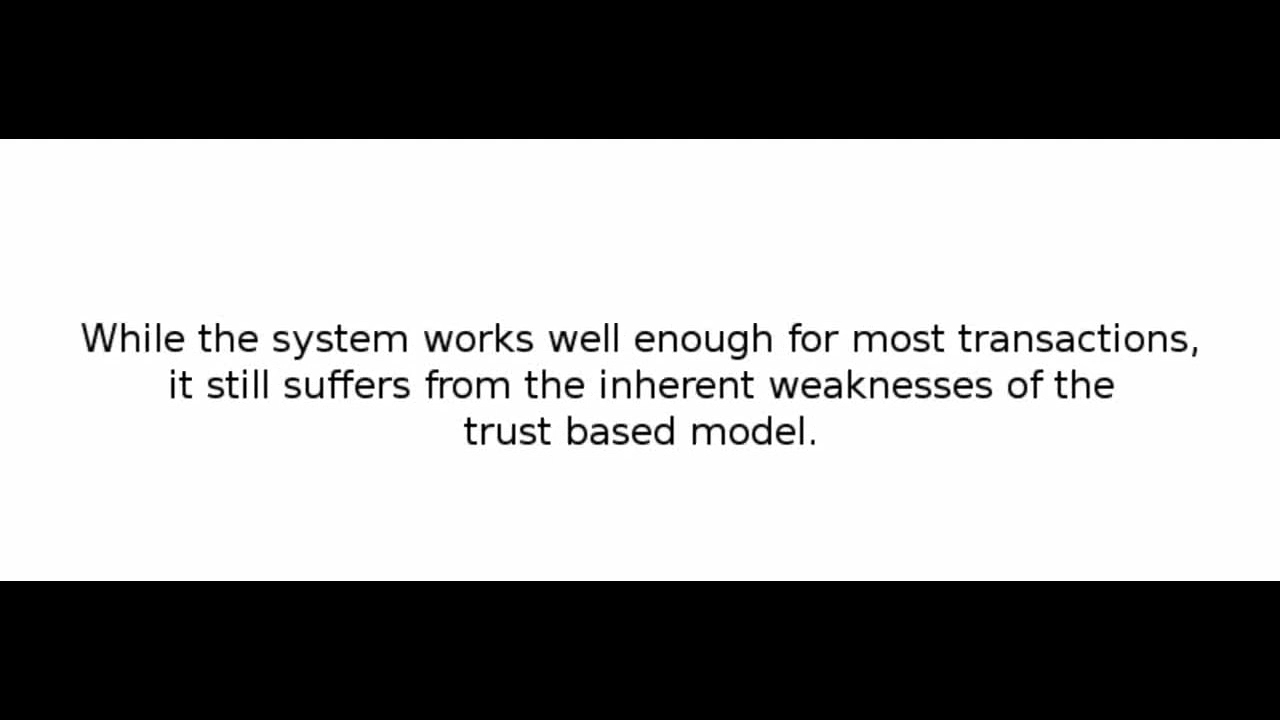 While the system works well enough for most transactions,
it still suffers from the inherent weaknesses of the
trust based model.